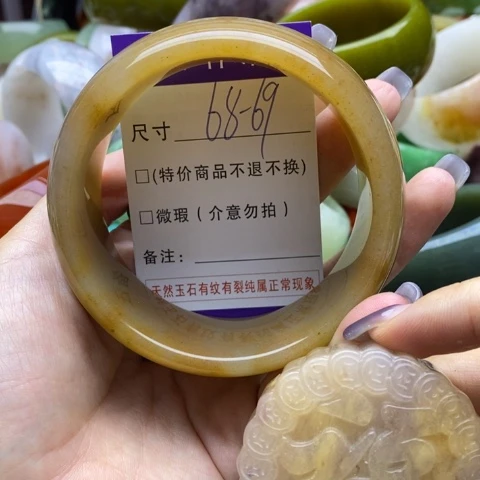 尺寸 68-69
□(特价商品不退不换)
□微瑕(介意勿拍)
备注:
天然玉石有纹有裂纯属正常现象